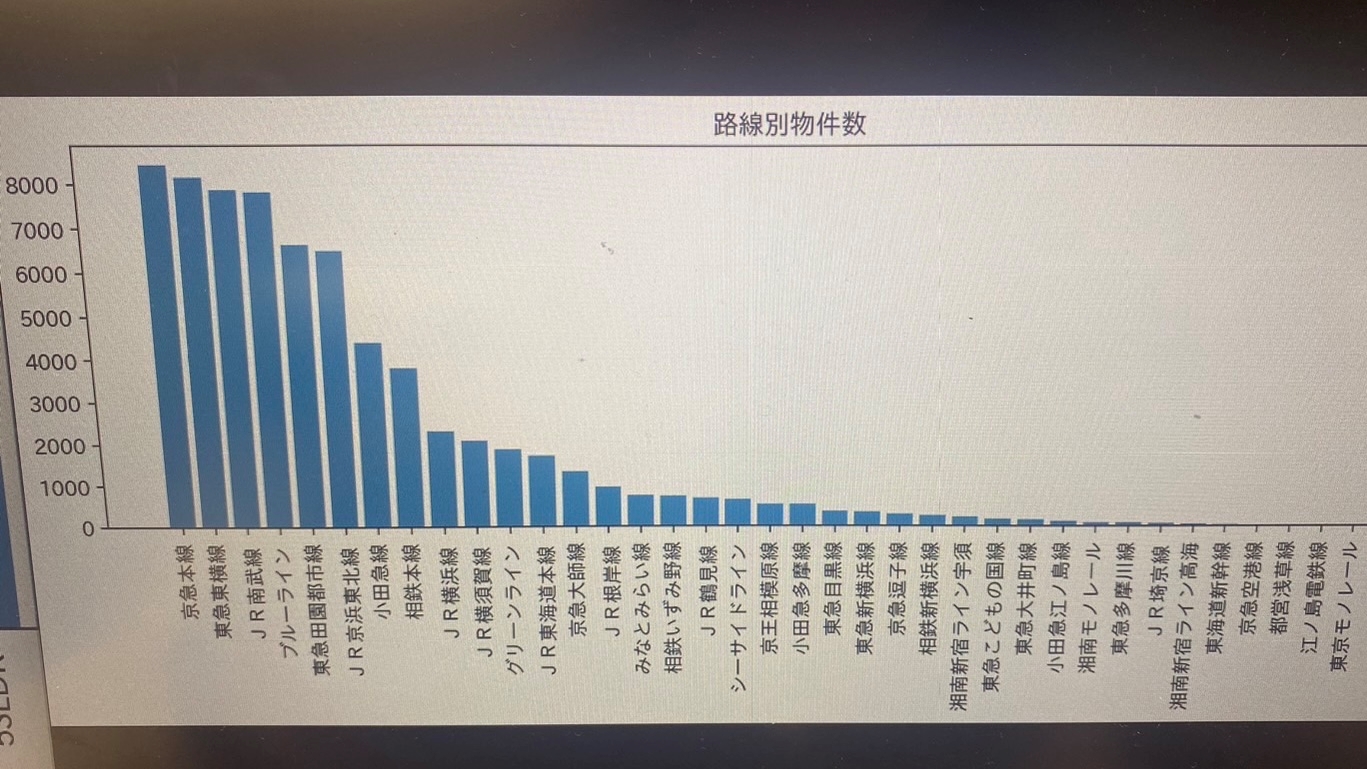 路線別物件数
8000
7000
6000
5000
4000
3000
2000
1000
0
京急本線
東急東横線
ＪＲ南武線
ブルーライン
東急田園都市線
ＪＲ京浜東北線
小田急線
相鉄本線
ＪＲ横浜線
ＪＲ横須賀線
グリーンライン
ＪＲ東海道本線
京急大師線
ＪＲ根岸線
みなとみらい線
相鉄いずみ野線
ＪＲ鶴見線
シーサイドライン
京王相模原線
小田急多摩線
東急目黒線
東急新横浜線
京急逗子線
相鉄新横浜線
湘南新宿ライン宇須
東急こどもの国線
東急大井町線
小田急江ノ島線
湘南モノレール
東急多摩川線
ＪＲ埼京線
湘南新宿ライン高海
東海道新幹線
京急空港線
都営浅草線
江ノ島電鉄線
東京モノレール